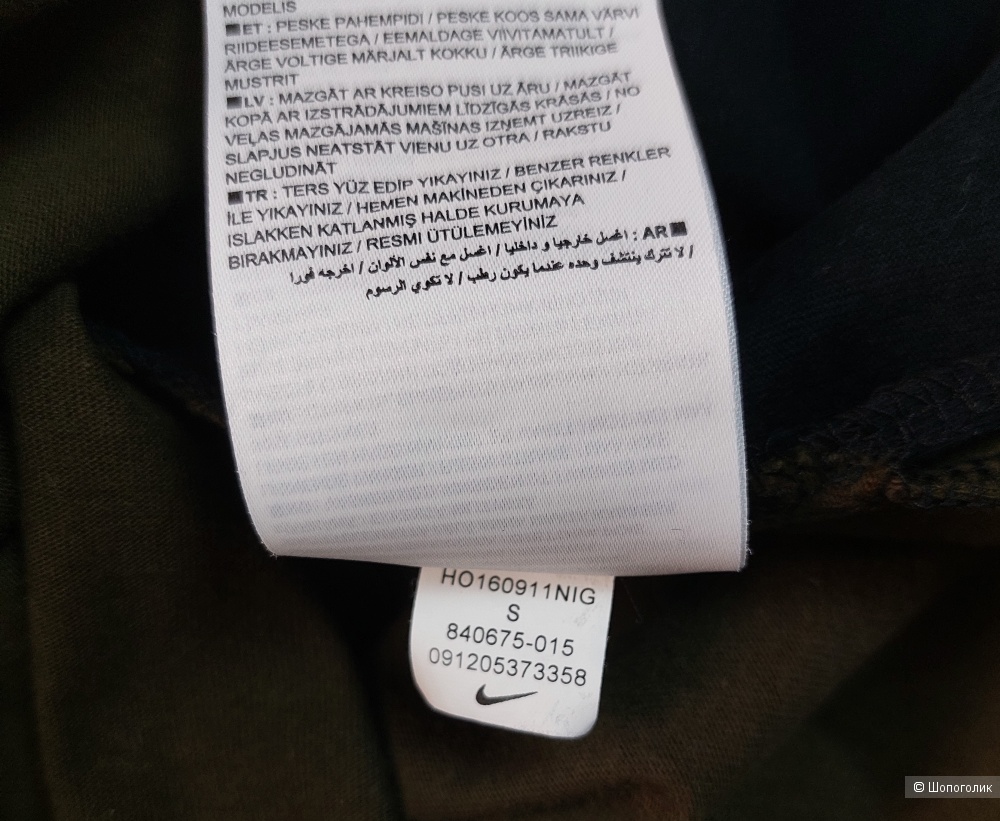 MODELIS
■ET : PESKE PAHEMPIDI / PESKE KOOS SAMA VÄRVI
RIIDEESEMETEGA / EEMALDAGE VIIVITAMATULT /
ÄRGE VOLTIGE MÄRJALT KOKKU / ÄRGE TRIIKIGE
MUSTRIT
■LV : MAZGĀT AR KREISO PUSI UZ ĀRU / MAZGĀT
KOPĀ AR IZSTRĀDĀJUMIEM LĪDZĪGĀS KRĀSĀS / NO
VEĻAS MAZGĀJAMĀS MAŠĪNAS IZŅEMT UZREIZ /
SLAPJUS NEATSTĀT VIENU UZ OTRA / RAKSTU
NEGLUDINĀT
■TR : TERS YÜZ EDİP YIKAYINIZ / BENZER RENKLER
İLE YIKAYINIZ / HEMEN MAKİNEDEN ÇIKARINIZ /
ISLAKKEN KATLANMIŞ HALDE KURUMAYA
BIRAKMAYINIZ / RESMI ÜTÜLEMEYİNİZ
■AR : اغسل خارجيا و داخليا / اغسل مع نفس الألوان / اخرجه فورا
/ لا تترك ينتشف وحده عندما يكون رطب / لا تكوي الرسوم
HO160911NIG
S
840675-015
091205373358
© Шопоголик